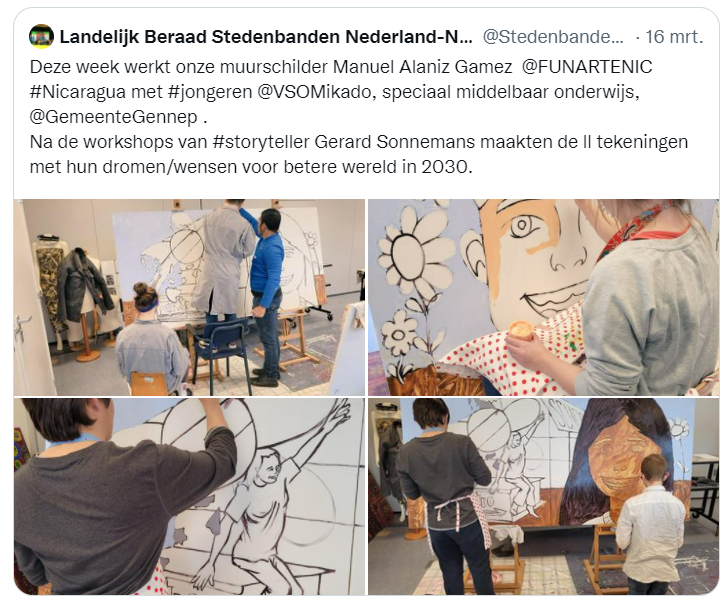 Landelijk Beraad Stedenbanden Nederland-N... @Stedenbande... · 16 mrt.
Deze week werkt onze muurschilder Manuel Alaniz Gamez @FUNARTENIC
#Nicaragua met #jongeren @VSOMikado, speciaal middelbaar onderwijs,
@GemeenteGennep .
Na de workshops van #storyteller Gerard Sonnemans maakten de ll tekeningen
met hun dromen/wensen voor betere wereld in 2030.